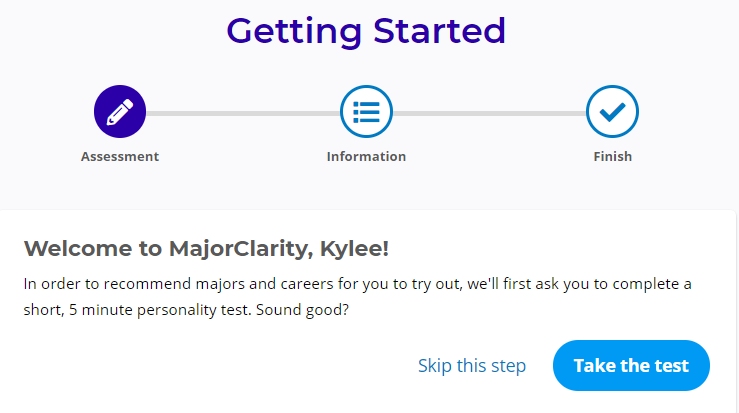 Getting Started
Assessment
Information
Finish
Welcome to MajorClarity, Kylee!
In order to recommend majors and careers for you to try out, we'll first ask you to complete a
short, 5 minute personality test. Sound good?
Skip this step
Take the test